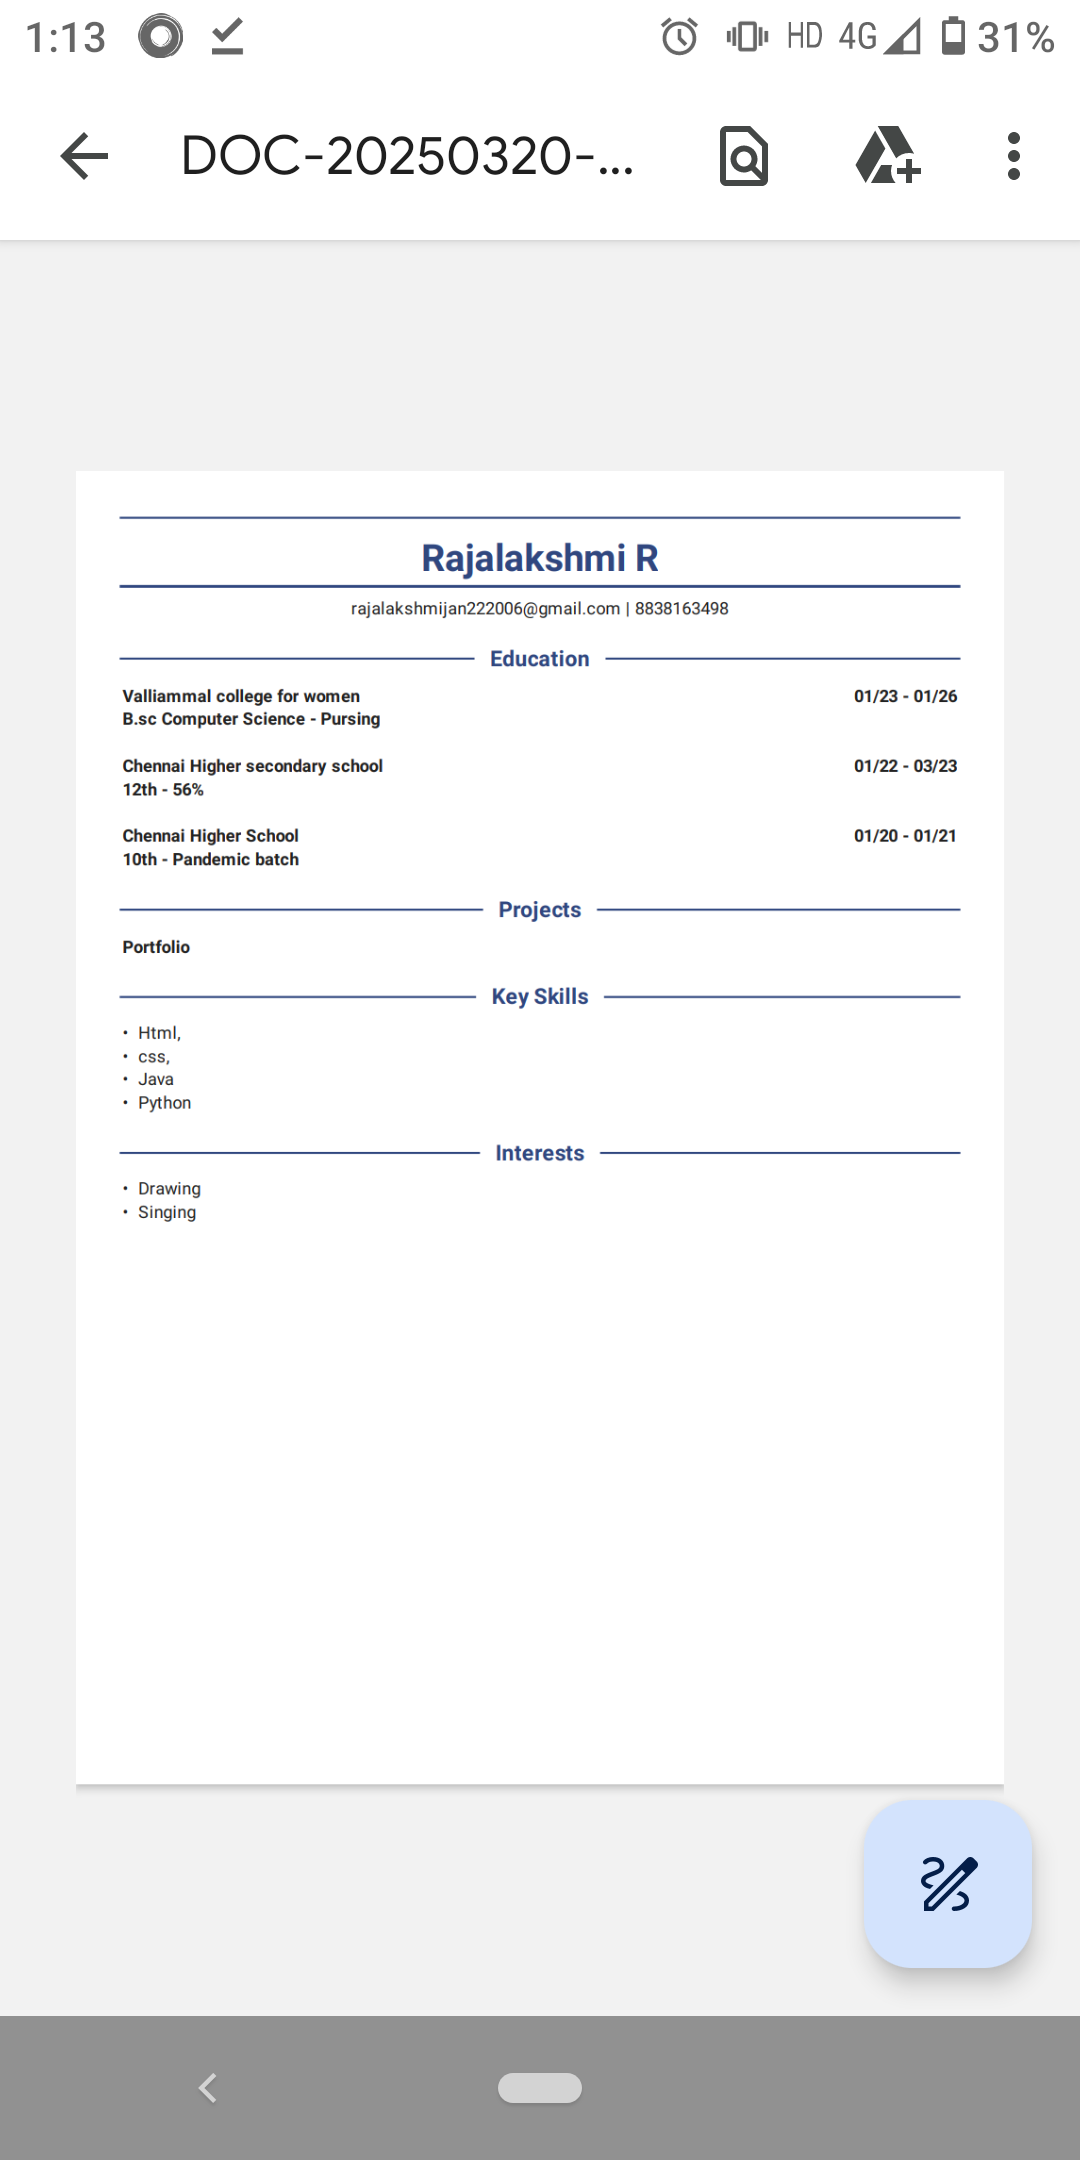 1:13 HD 4G 31%
DOC-20250320-...
Rajalakshmi R
rajalakshmijan222006@gmail.com | 8838163498
Education
Valliammal college for women 01/23 - 01/26
B.sc Computer Science - Pursing
Chennai Higher secondary school 01/22 - 03/23
12th - 56%
Chennai Higher School 01/20 - 01/21
10th - Pandemic batch
Projects
Portfolio
Key Skills
• Html,
• css,
• Java
• Python
Interests
• Drawing
• Singing